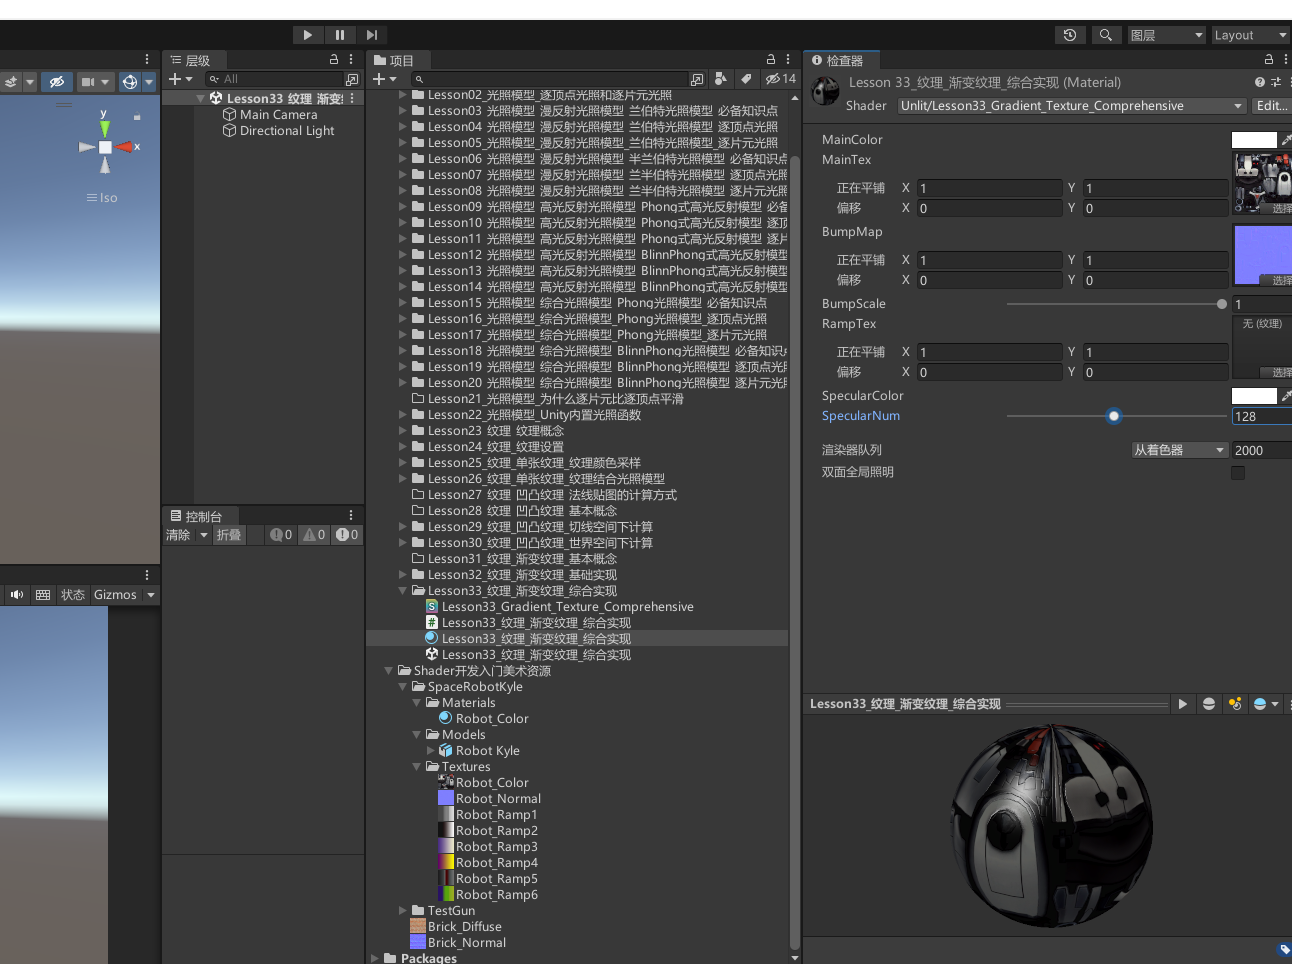 图层
Layout
层级
All
Lesson33 纹理 渐变
Main Camera
Directional Light
y
x
Iso
控制台
清除
折叠
0
0
0
状态
Gizmos
项目
14
Lesson02_光照模型_逐顶点光照和逐片元光照
Lesson03 光照模型 漫反射光照模型 兰伯特光照模型 必备知识点
Lesson04 光照模型 漫反射光照模型 兰伯特光照模型 逐顶点光照
Lesson05 光照模型 漫反射光照模型 兰伯特光照模型_逐片元光照
Lesson06 光照模型 漫反射光照模型 半兰伯特光照模型 必备知识点
Lesson07 光照模型 漫反射光照模型 兰半伯特光照模型 逐顶点光照
Lesson08 光照模型 漫反射光照模型 兰半伯特光照模型 逐片元光照
Lesson09 光照模型 高光反射光照模型 Phong式高光反射模型 必备
Lesson10 光照模型 高光反射光照模型 Phong式高光反射模型 逐顶
Lesson11 光照模型 高光反射光照模型 Phong式高光反射模型 逐片
Lesson12 光照模型 高光反射光照模型 BlinnPhong式高光反射模型
Lesson13 光照模型 高光反射光照模型 BlinnPhong式高光反射模型
Lesson14 光照模型 高光反射光照模型 BlinnPhong式高光反射模型
Lesson15 光照模型 综合光照模型 Phong光照模型 必备知识点
Lesson16_光照模型_综合光照模型_Phong光照模型_逐顶点光照
Lesson17_光照模型_综合光照模型_Phong光照模型_逐片元光照
Lesson18 光照模型 综合光照模型 BlinnPhong光照模型 必备知识
Lesson19 光照模型 综合光照模型 BlinnPhong光照模型 逐顶点光
Lesson20 光照模型 综合光照模型 BlinnPhong光照模型 逐片元光
Lesson21_光照模型_为什么逐片元比逐顶点平滑
Lesson22_光照模型_Unity内置光照函数
Lesson23 纹理 纹理概念
Lesson24_纹理_纹理设置
Lesson25_纹理_单张纹理_纹理颜色采样
Lesson26_纹理_单张纹理_纹理结合光照模型
Lesson27 纹理 凹凸纹理 法线贴图的计算方式
Lesson28 纹理 凹凸纹理 基本概念
Lesson29_纹理_凹凸纹理_切线空间下计算
Lesson30_纹理_凹凸纹理_世界空间下计算
Lesson31_纹理_渐变纹理_基本概念
Lesson32_纹理_渐变纹理_基础实现
Lesson33_纹理_渐变纹理_综合实现
Lesson33_Gradient_Texture_Comprehensive
Lesson33_纹理_渐变纹理_综合实现
Lesson33_纹理_渐变纹理_综合实现
Lesson33_纹理_渐变纹理_综合实现
Shader开发入门美术资源
SpaceRobotKyle
Materials
Robot_Color
Models
Robot Kyle
Textures
Robot_Color
Robot_Normal
Robot_Ramp1
Robot_Ramp2
Robot_Ramp3
Robot_Ramp4
Robot_Ramp5
Robot_Ramp6
TestGun
Brick_Diffuse
Brick_Normal
Packages
检查器
Lesson 33_纹理_渐变纹理_综合实现 (Material)
Shader Unlit/Lesson33_Gradient_Texture_Comprehensive Edit...
MainColor
MainTex
正在平铺 X 1 Y 1
偏移 X 0 Y 0
选择
BumpMap
正在平铺 X 1 Y 1
偏移 X 0 Y 0
选择
BumpScale 1
RampTex
无 (纹理)
正在平铺 X 1 Y 1
偏移 X 0 Y 0
选择
SpecularColor
SpecularNum 128
渲染器队列 从着色器 2000
双面全局照明
Lesson33_纹理_渐变纹理_综合实现